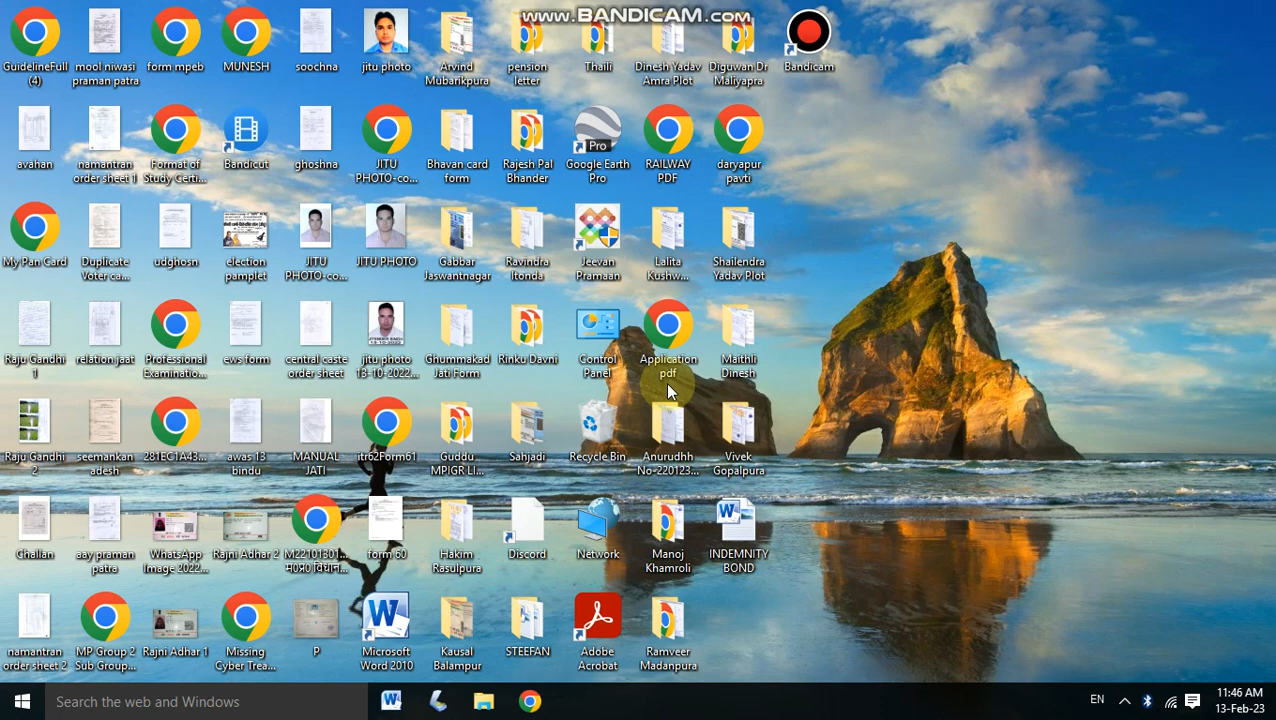 www.BANDICAM.com
GuidelineFull (4)
mool niwasi praman patra
form mpeb
MUNESH
soochna
jitu photo
Arvind Mubarikpura
pension letter
Thaili
Dinesh Yadav Amra Plot
Diguwan Dr Maliyapra
Bandicam
avahan
namantran order sheet 1
Format of Study Certi...
Bandicut
ghoshna
JITU PHOTO-co...
Bhavan card form
Rajesh Pal Bhander
Pro
Google Earth Pro
RAILWAY PDF
daryapur pavti
My Pan Card
Duplicate Voter ca...
udghosn
election pamplet
JITU PHOTO-co...
JITU PHOTO
Gabbar Jaswantnagar
Ravindra Itonda
Jeevan Pramaan
Lalita Kushw...
Shailendra Yadav Plot
Raju Gandhi 1
relation jaat
Professional Examinatio...
ews form
central caste order sheet
jitu photo 13-10-2022...
Ghummakad Jati Form
Rinku Davni
Control Panel
Application pdf
Maithli Dinesh
Raju Gandhi 2
seemankan adesh
281EC1A43...
awas 13 bindu
MANUAL JATI
itr62Form61
Guddu MPIGR LI...
Sahjadi
Recycle Bin
Anurudhh No-220123...
Vivek Gopalpura
Challan
aay praman patra
WhatsApp Image 2022...
Rajni Adhar 2
M22101301... म0प्र0 विधान...
form 60
Hakim Rasulpura
Discord
Network
Manoj Khamroli
INDEMNITY BOND
namantran order sheet 2
MP Group 2 Sub Group...
Rajni Adhar 1
Missing Cyber Trea...
P
Microsoft Word 2010
Kausal Balampur
STEEFAN
Adobe Acrobat
Ramveer Madanpura
Search the web and Windows
EN
11:46 AM
13-Feb-23